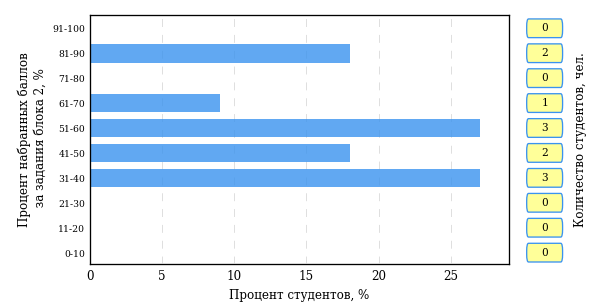 Процент набранных баллов
за задания блока 2, %
91-100 0
81-90 2
71-80 0
61-70 1
51-60 3
41-50 2
31-40 3
21-30 0
11-20 0
0-10 0
0 5 10 15 20 25
Процент студентов, %
Количество студентов, чел.